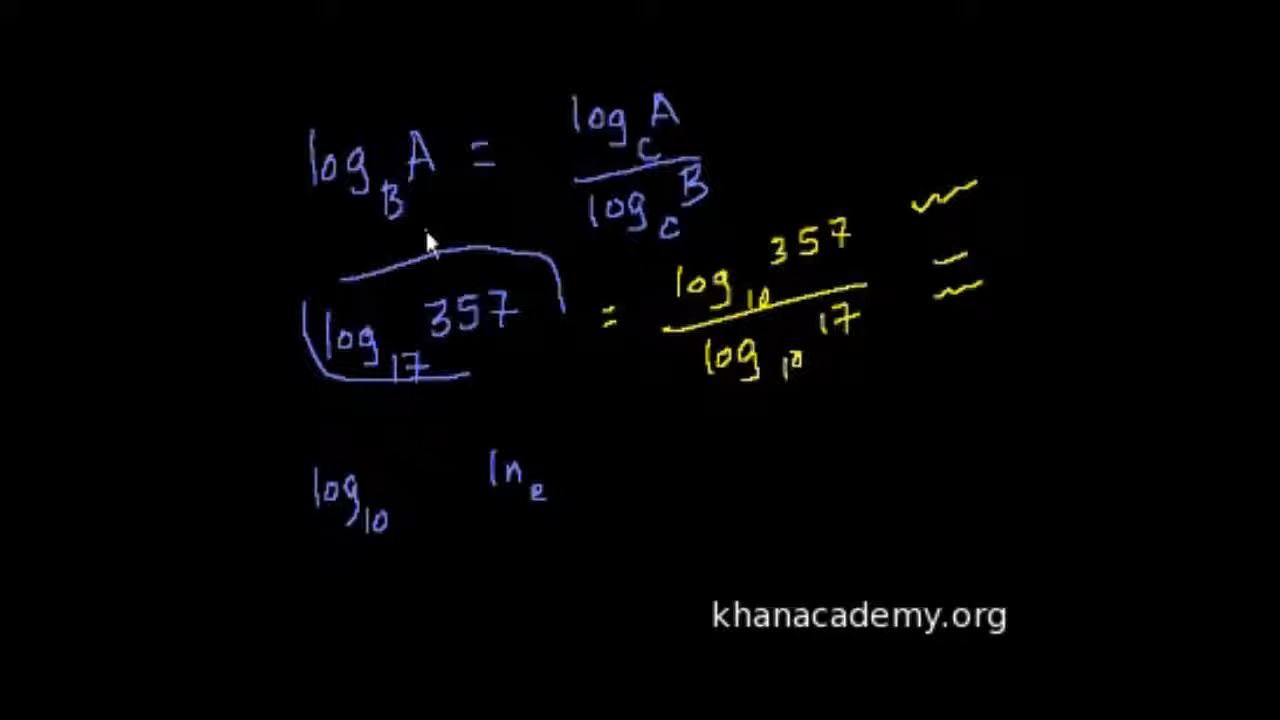 log_B A = log_C A / log_C B
log_17 357 = log_10 357 / log_10 17
log_10 ln_e
khanacademy.org